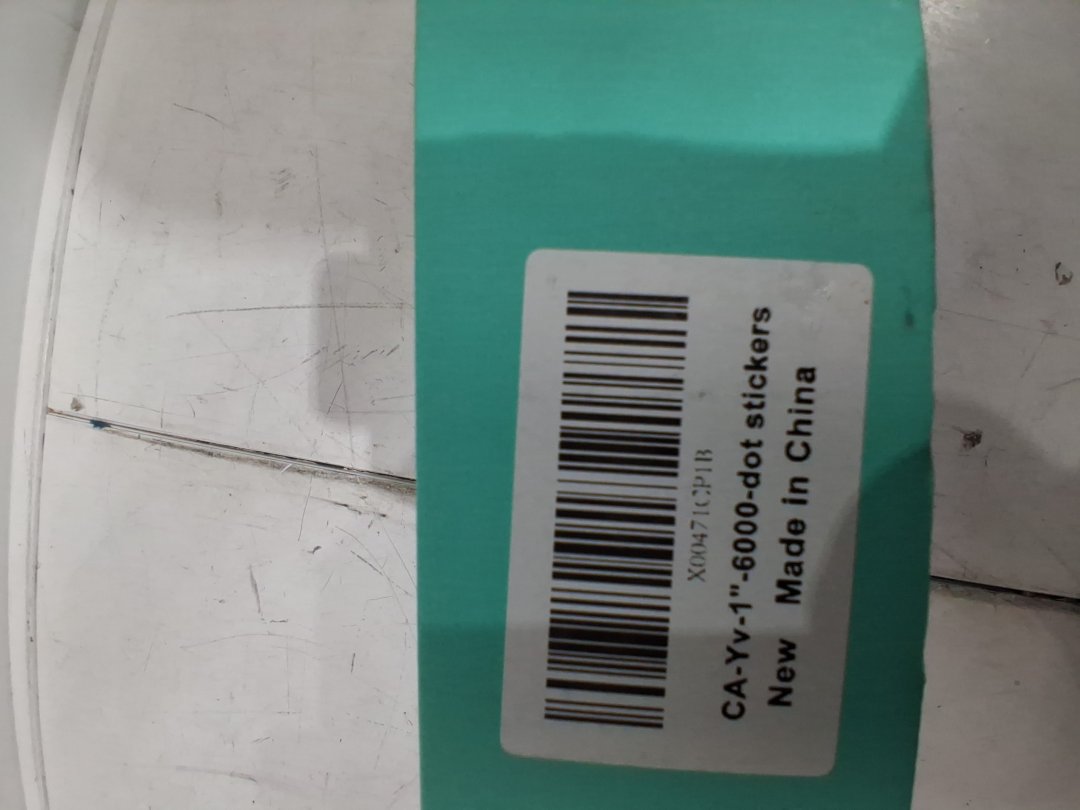 X00471CP1B
CA-Yv-1"-6000-dot stickers
New Made in China